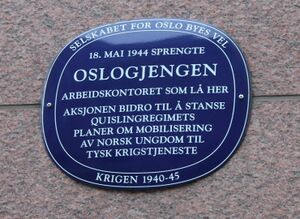 SELSKABET FOR OSLO BYES VEL
18. MAI 1944 SPRENGTE
OSLOGJENGEN
ARBEIDSKONTORET SOM LÅ HER
AKSJONEN BIDRO TIL Å STANSE
QUISLINGREGIMETS
PLANER OM MOBILISERING
AV NORSK UNGDOM TIL
TYSK KRIGSTJENESTE
KRIGEN 1940-45